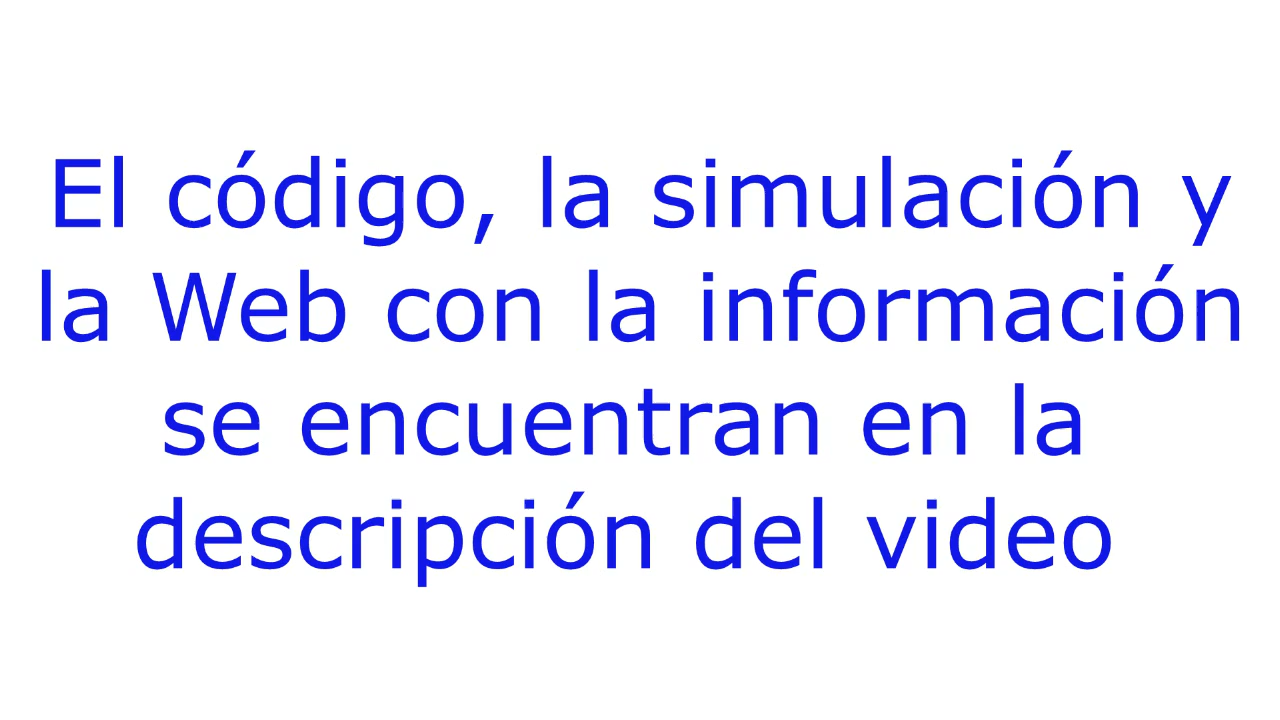 El código, la simulación y
la Web con la información
se encuentran en la
descripción del video